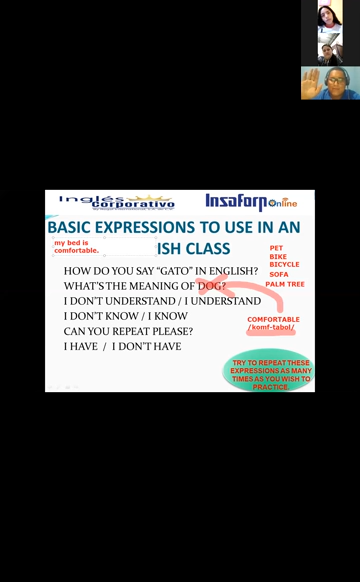 Inglés
corporativo
Insaforp Online
BASIC EXPRESSIONS TO USE IN AN
ISH CLASS
my bed is
comfortable.
HOW DO YOU SAY "GATO" IN ENGLISH?
WHAT'S THE MEANING OF DOG?
I DON'T UNDERSTAND / I UNDERSTAND
I DON'T KNOW / I KNOW
CAN YOU REPEAT PLEASE?
I HAVE / I DON'T HAVE
PET
BIKE
BICYCLE
SOFA
PALM TREE
COMFORTABLE
/komf-tabol/
TRY TO REPEAT THESE
EXPRESSIONS AS MANY
TIMES AS YOU WISH TO
PRACTICE.